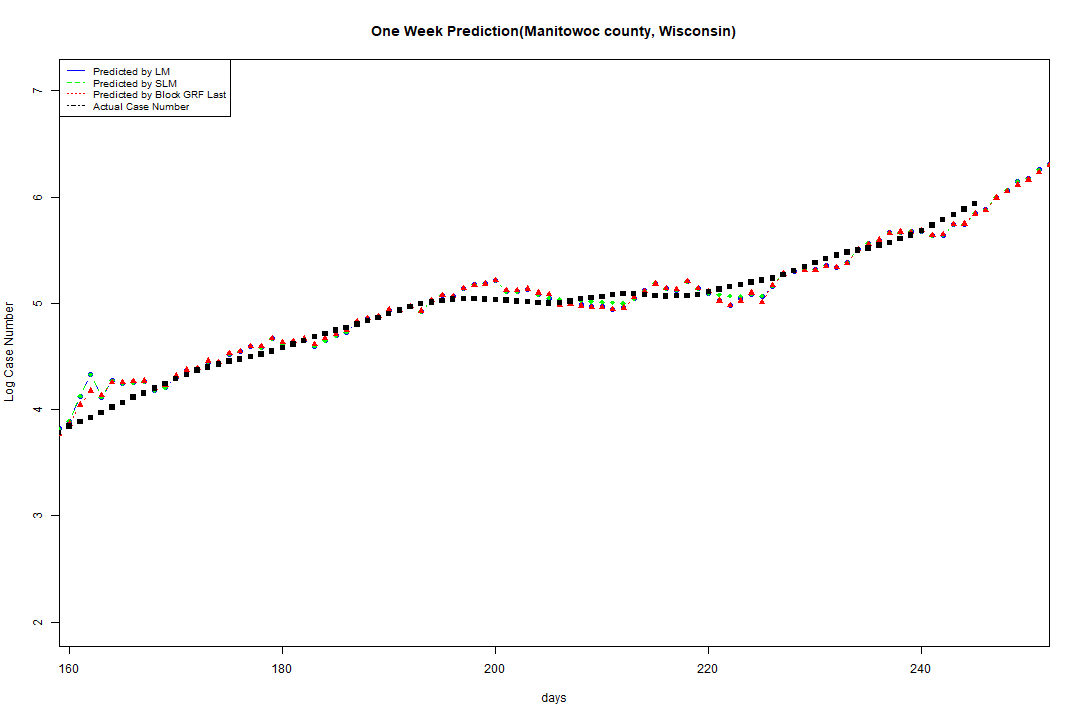 One Week Prediction(Manitowoc county, Wisconsin)
Predicted by LM
Predicted by SLM
Predicted by Block GRF Last
Actual Case Number
7
6
5
4
3
2
Log Case Number
160 180 200 220 240
days